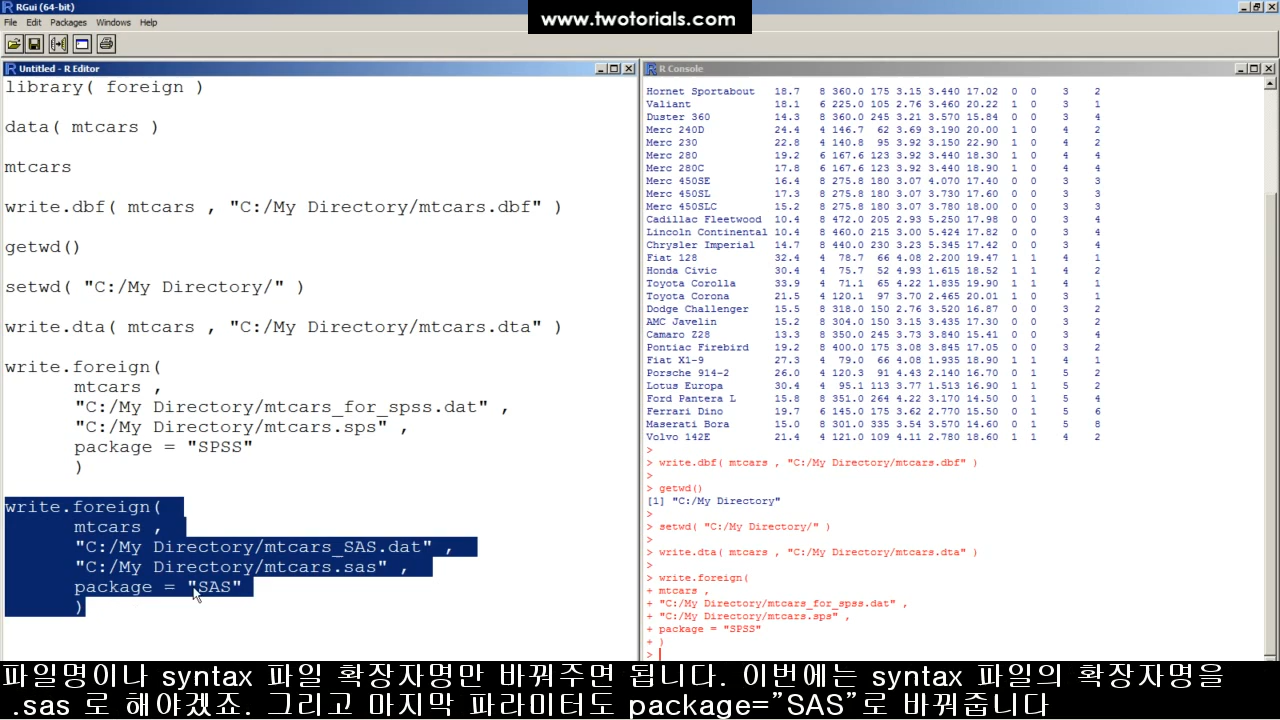 RGui (64-bit)
www.twotorials.com
File Edit Packages Windows Help
Untitled - R Editor
library( foreign )
data( mtcars )
mtcars
write.dbf( mtcars , "C:/My Directory/mtcars.dbf" )
getwd()
setwd( "C:/My Directory/" )
write.dta( mtcars , "C:/My Directory/mtcars.dta" )
write.foreign(
mtcars ,
"C:/My Directory/mtcars_for_spss.dat" ,
"C:/My Directory/mtcars.sps" ,
package = "SPSS"
)
write.foreign(
mtcars ,
"C:/My Directory/mtcars_SAS.dat" ,
"C:/My Directory/mtcars.sas" ,
package = "SAS"
)
R Console
Hornet Sportabout 18.7 8 360.0 175 3.15 3.440 17.02 0 0 3 2
Valiant 18.1 6 225.0 105 2.76 3.460 20.22 1 0 3 1
Duster 360 14.3 8 360.0 245 3.21 3.570 15.84 0 0 3 4
Merc 240D 24.4 4 146.7 62 3.69 3.190 20.00 1 0 4 2
Merc 230 22.8 4 140.8 95 3.92 3.150 22.90 1 0 4 2
Merc 280 19.2 6 167.6 123 3.92 3.440 18.30 1 0 4 4
Merc 280C 17.8 6 167.6 123 3.92 3.440 18.90 1 0 4 4
Merc 450SE 16.4 8 275.8 180 3.07 4.070 17.40 0 0 3 3
Merc 450SL 17.3 8 275.8 180 3.07 3.730 17.60 0 0 3 3
Merc 450SLC 15.2 8 275.8 180 3.07 3.780 18.00 0 0 3 3
Cadillac Fleetwood 10.4 8 472.0 205 2.93 5.250 17.98 0 0 3 4
Lincoln Continental 10.4 8 460.0 215 3.00 5.424 17.82 0 0 3 4
Chrysler Imperial 14.7 8 440.0 230 3.23 5.345 17.42 0 0 3 4
Fiat 128 32.4 4 78.7 66 4.08 2.200 19.47 1 1 4 1
Honda Civic 30.4 4 75.7 52 4.93 1.615 18.52 1 1 4 2
Toyota Corolla 33.9 4 71.1 65 4.22 1.835 19.90 1 1 4 1
Toyota Corona 21.5 4 120.1 97 3.70 2.465 20.01 1 0 3 1
Dodge Challenger 15.5 8 318.0 150 2.76 3.520 16.87 0 0 3 2
AMC Javelin 15.2 8 304.0 150 3.15 3.435 17.30 0 0 3 2
Camaro Z28 13.3 8 350.0 245 3.73 3.840 15.41 0 0 3 4
Pontiac Firebird 19.2 8 400.0 175 3.08 3.845 17.05 0 0 3 2
Fiat X1-9 27.3 4 79.0 66 4.08 1.935 18.90 1 1 4 1
Porsche 914-2 26.0 4 120.3 91 4.43 2.140 16.70 0 1 5 2
Lotus Europa 30.4 4 95.1 113 3.77 1.513 16.90 1 1 5 2
Ford Pantera L 15.8 8 351.0 264 4.22 3.170 14.50 0 1 5 4
Ferrari Dino 19.7 6 145.0 175 3.62 2.770 15.50 0 1 5 6
Maserati Bora 15.0 8 301.0 335 3.54 3.570 14.60 0 1 5 8
Volvo 142E 21.4 4 121.0 109 4.11 2.780 18.60 1 1 4 2
>
> write.dbf( mtcars , "C:/My Directory/mtcars.dbf" )
>
> getwd()
[1] "C:/My Directory"
>
> setwd( "C:/My Directory/" )
>
> write.dta( mtcars , "C:/My Directory/mtcars.dta" )
>
> write.foreign(
+ mtcars ,
+ "C:/My Directory/mtcars_for_spss.dat" ,
+ "C:/My Directory/mtcars.sps" ,
+ package = "SPSS"
+ )
>
파일명이나 syntax 파일 확장자명만 바꿔주면 됩니다. 이번에는 syntax 파일의 확장자명을
.sas 로 해야겠죠. 그리고 마지막 파라미터도 package=”SAS”로 바꿔줍니다